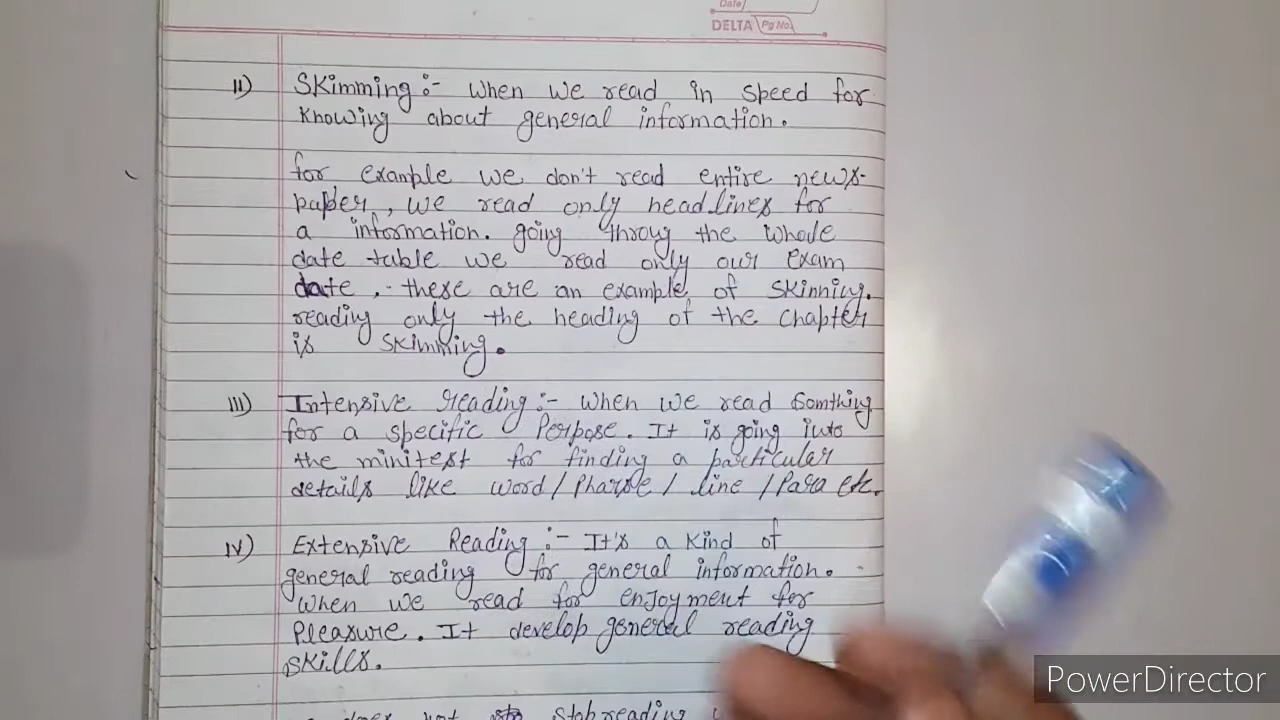 Date
DELTA Pg No.
II) Skimming :- When we read in speed for
Knowing about general information.
for example we don't read entire news-
paper, we read only headlines for
a information. going throug the whole
date table we read only our exam
date, these are an example of skinning.
reading only the heading of the chapter
is skimming.
III) Intensive reading :- When we read Somthing
for a specific Perpose. It is going into
the minitest for finding a particular
details like word / Pharse / line / Para etc.
IV) Extensive Reading :- It's a kind of
general reading for general information.
When we read for enjoyment for
Pleasure. It develop general reading
skills.
does not stop reading
PowerDirector